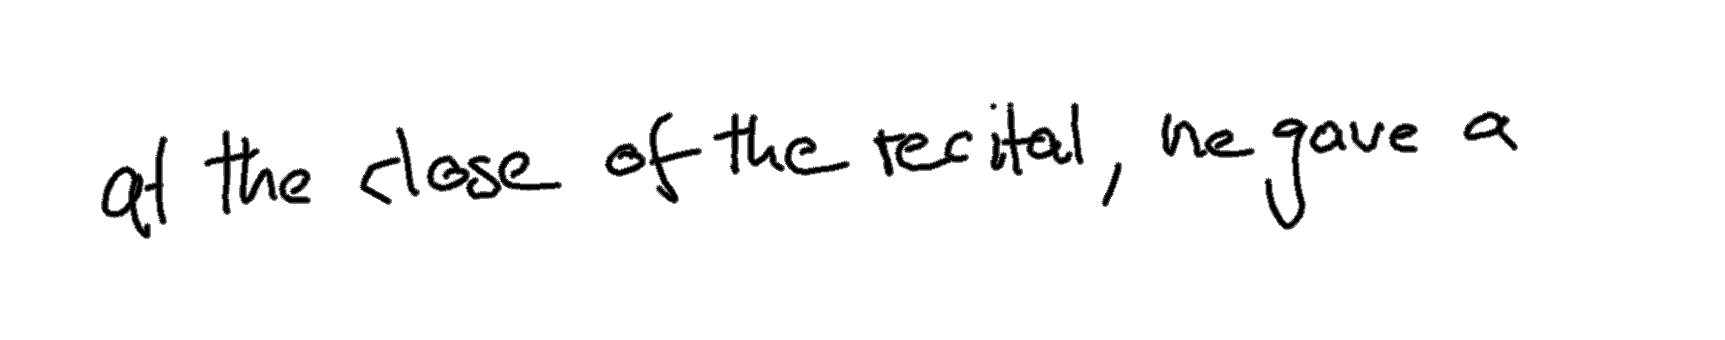 at the close of the recital, he gave a